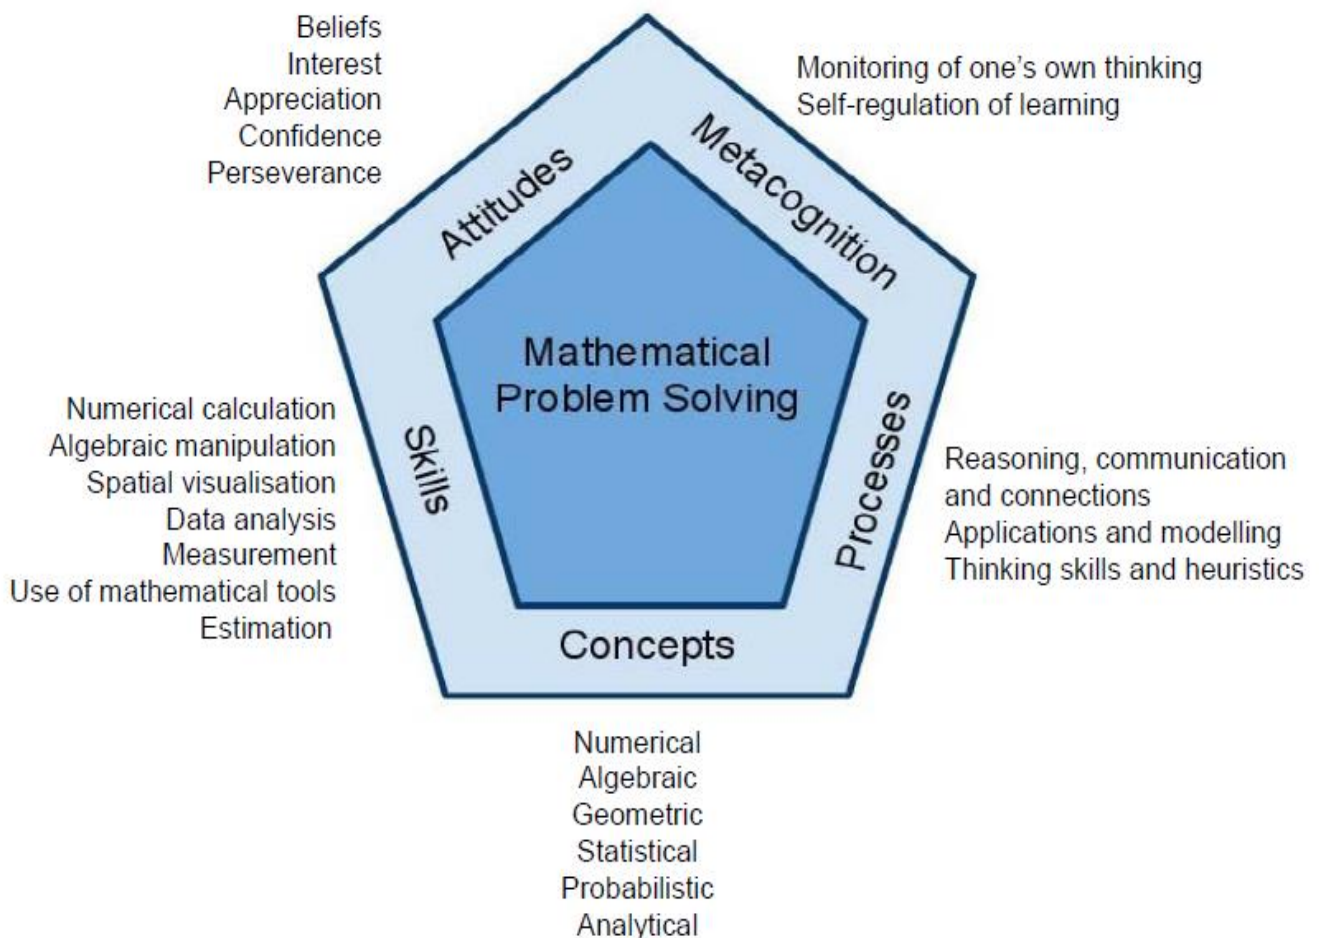 Beliefs
Interest
Appreciation
Confidence
Perseverance
Monitoring of one's own thinking
Self-regulation of learning
Attitudes
Metacognition
Mathematical
Problem Solving
Numerical calculation
Algebraic manipulation
Spatial visualisation
Data analysis
Measurement
Use of mathematical tools
Estimation
Skills
Processes
Reasoning, communication
and connections
Applications and modelling
Thinking skills and heuristics
Concepts
Numerical
Algebraic
Geometric
Statistical
Probabilistic
Analytical